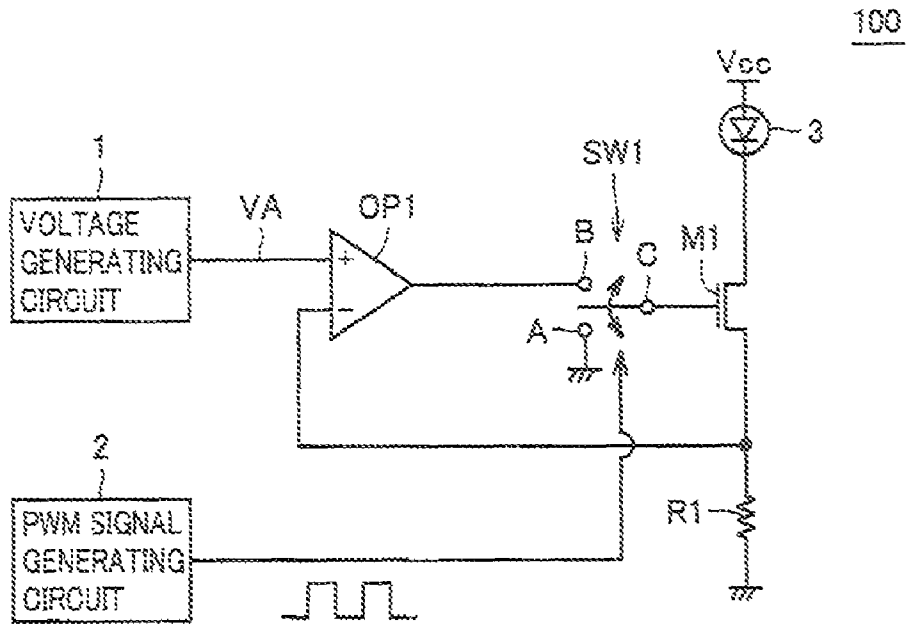 100
Vcc
3
SW1
1
VA
OP1
VOLTAGE
GENERATING
CIRCUIT
+
−
B
C
M1
A
2
PWM SIGNAL
GENERATING
CIRCUIT
R1